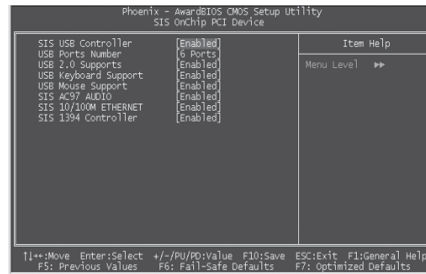 Phoenix - AwardBIOS CMOS Setup Utility
SIS OnChip PCI Device
SIS USB Controller [Enabled]
USB Ports Number [6 Ports]
USB 2.0 Supports [Enabled]
USB Keyboard Support [Enabled]
USB Mouse Support [Enabled]
SIS AC97 AUDIO [Enabled]
SIS 10/100M ETHERNET [Enabled]
SIS 1394 Controller [Enabled]
Item Help
Menu Level ►►
↑↓↔:Move Enter:Select +/-/PU/PD:Value F10:Save ESC:Exit F1:General Help
F5: Previous Values F6: Fail-Safe Defaults F7: Optimized Defaults